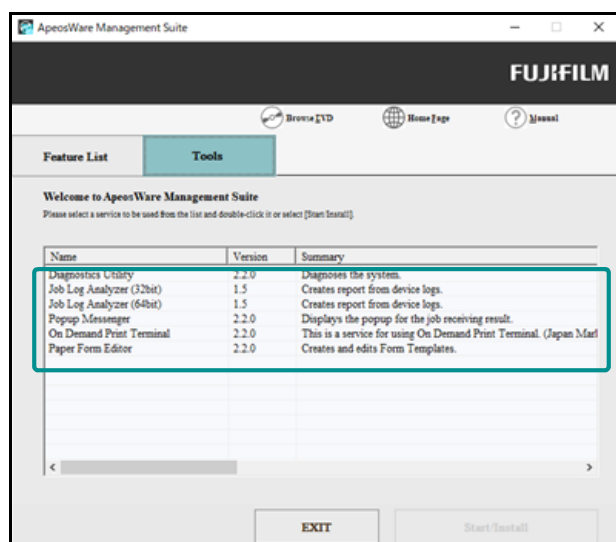 ApeosWare Management Suite
FUJIFILM
Browse DVD Home Page ? Manual
Feature List Tools
Welcome to ApeosWare Management Suite
Please select a service to be used from the list and double-click it or select [Start Install].
Name Version Summary
Diagnostics Utility 2.2.0 Diagnoses the system.
Job Log Analyzer (32bit) 1.5 Creates report from device logs.
Job Log Analyzer (64bit) 1.5 Creates report from device logs.
Popup Messenger 2.2.0 Displays the popup for the job receiving result.
On Demand Print Terminal 2.2.0 This is a service for using On Demand Print Terminal. (Japan Mark
Paper Form Editor 2.2.0 Creates and edits Form Templates.
EXIT Start/Install